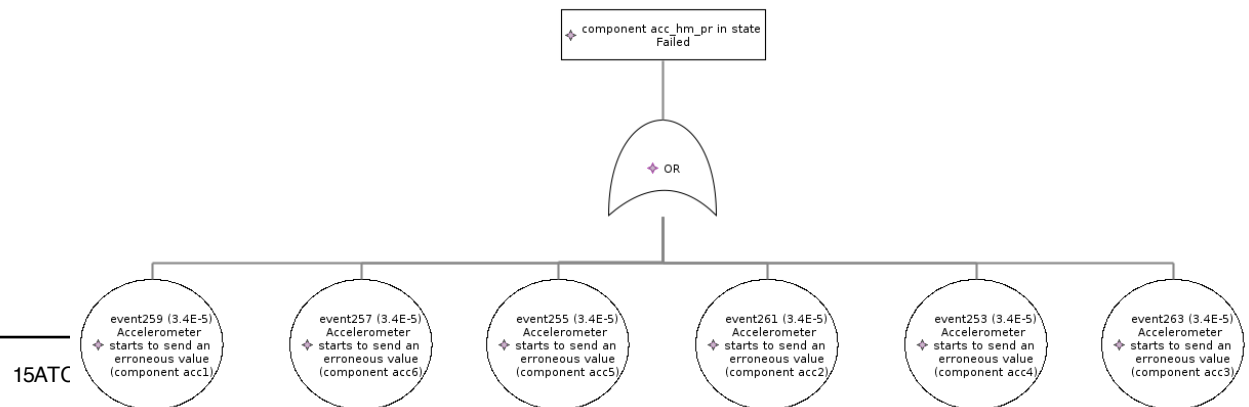 component acc_hm_pr in state
Failed
OR
event259 (3.4E-5)
Accelerometer
starts to send an
erroneous value
(component acc1)
event257 (3.4E-5)
Accelerometer
starts to send an
erroneous value
(component acc6)
event255 (3.4E-5)
Accelerometer
starts to send an
erroneous value
(component acc5)
event261 (3.4E-5)
Accelerometer
starts to send an
erroneous value
(component acc2)
event253 (3.4E-5)
Accelerometer
starts to send an
erroneous value
(component acc4)
event263 (3.4E-5)
Accelerometer
starts to send an
erroneous value
(component acc3)